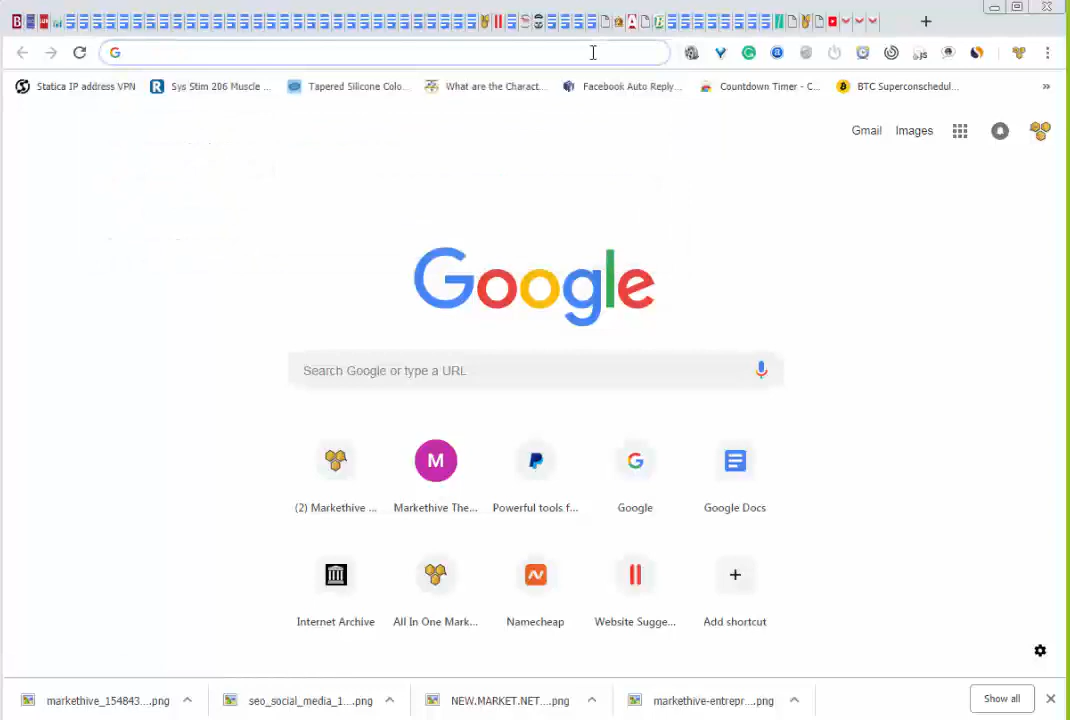 Statica IP address VPN
Sys Stim 206 Muscle ...
Tapered Silicone Colo...
What are the Charact...
Facebook Auto Reply...
Countdown Timer - C...
BTC Superconschedul...
»
Gmail Images
Google
Search Google or type a URL
M
(2) Markethive ...
Markethive The...
Powerful tools f...
Google
Google Docs
Internet Archive
All In One Mark...
Namecheap
Website Sugge...
Add shortcut
markethive_154843....png
seo_social_media_1....png
NEW.MARKET.NET....png
markethive-entrepr....png
Show all